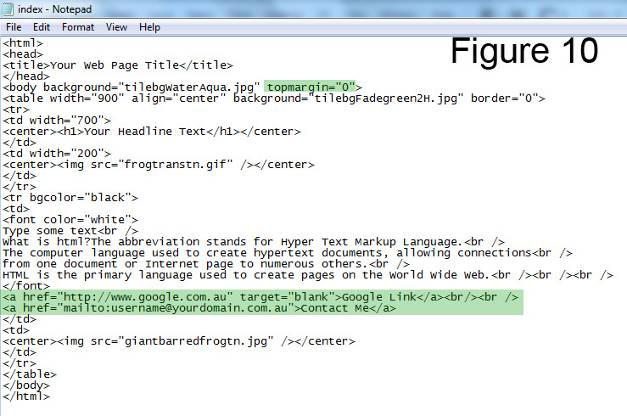 index - Notepad
File Edit Format View Help
Figure 10
<html>
<head>
<title>Your Web Page Title</title>
</head>
<body background="tilebgWaterAqua.jpg" topmargin="0">
<table width="900" align="center" background="tilebgFadegreen2H.jpg" border="0">
<tr>
<td width="700">
<center><h1>Your Headline Text</h1></center>
</td>
<td width="200">
<center><img src="frogtranstn.gif" /></center>
</td>
</tr>
<tr bgcolor="black">
<td>
<font color="white">
Type some text<br />
What is html?The abbreviation stands for Hyper Text Markup Language.<br />
The computer language used to create hypertext documents, allowing connections<br />
from one document or Internet page to numerous others.<br />
HTML is the primary language used to create pages on the World Wide Web.<br /><br /><br />
</font>
<a href="http://www.google.com.au" target="blank">Google Link</a><br/><br />
<a href="mailto:username@yourdomain.com.au">Contact Me</a>
</td>
<td>
<center><img src="giantbarredfrogtn.jpg" /></center>
</td>
</tr>
</table>
</body>
</html>